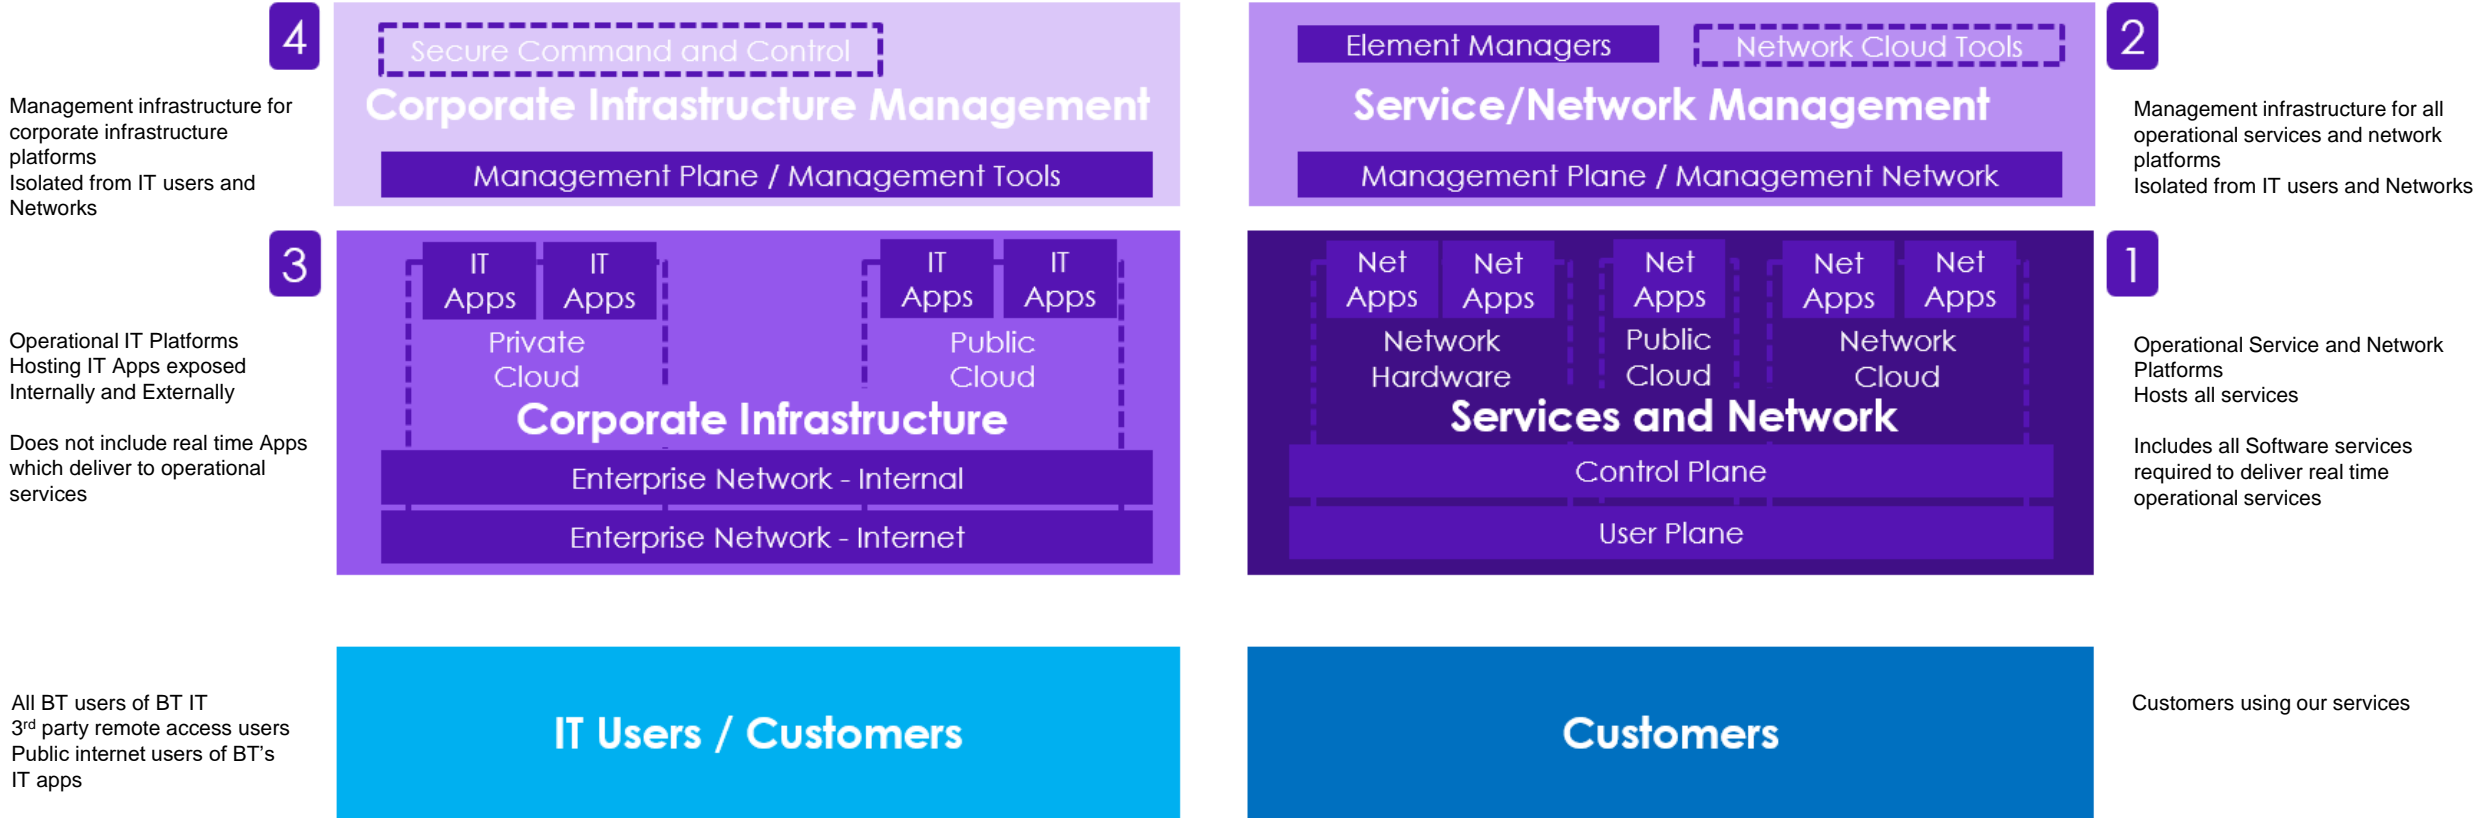 4
Secure Command and Control
Corporate Infrastructure Management
Management Plane / Management Tools
Management infrastructure for
corporate infrastructure
platforms
Isolated from IT users and
Networks
Element Managers
Network Cloud Tools
Service/Network Management
Management Plane / Management Network
2
Management infrastructure for all
operational services and network
platforms
Isolated from IT users and Networks
3
Operational IT Platforms
Hosting IT Apps exposed
Internally and Externally
Does not include real time Apps
which deliver to operational
services
IT
Apps
IT
Apps
Private
Cloud
IT
Apps
IT
Apps
Public
Cloud
Corporate Infrastructure
Enterprise Network - Internal
Enterprise Network - Internet
Net
Apps
Net
Apps
Network
Hardware
Net
Apps
Public
Cloud
Net
Apps
Net
Apps
Network
Cloud
Services and Network
Control Plane
User Plane
1
Operational Service and Network
Platforms
Hosts all services
Includes all Software services
required to deliver real time
operational services
All BT users of BT IT
3rd party remote access users
Public internet users of BT's
IT apps
IT Users / Customers
Customers
Customers using our services